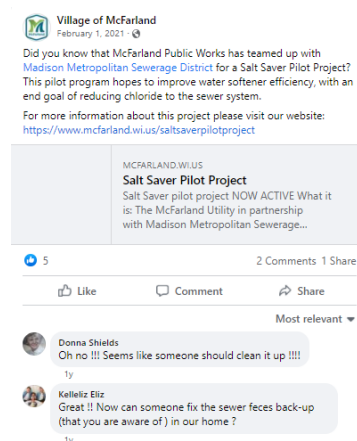 Village of McFarland
February 1, 2021 ·
Did you know that McFarland Public Works has teamed up with
Madison Metropolitan Sewerage District for a Salt Saver Pilot Project?
This pilot program hopes to improve water softener efficiency, with an
end goal of reducing chloride to the sewer system.
For more information about this project please visit our website:
https://www.mcfarland.wi.us/saltsaverpilotproject
MCFARLAND.WI.US
Salt Saver Pilot Project
Salt Saver pilot project NOW ACTIVE What it
is: The McFarland Utility in partnership
with Madison Metropolitan Sewerage...
5
2 Comments 1 Share
Like Comment Share
Most relevant
Donna Shields
Oh no !!! Seems like someone should clean it up !!!!
1y
Kelleliz Eliz
Great !! Now can someone fix the sewer feces back-up
(that you are aware of ) in our home ?
1y